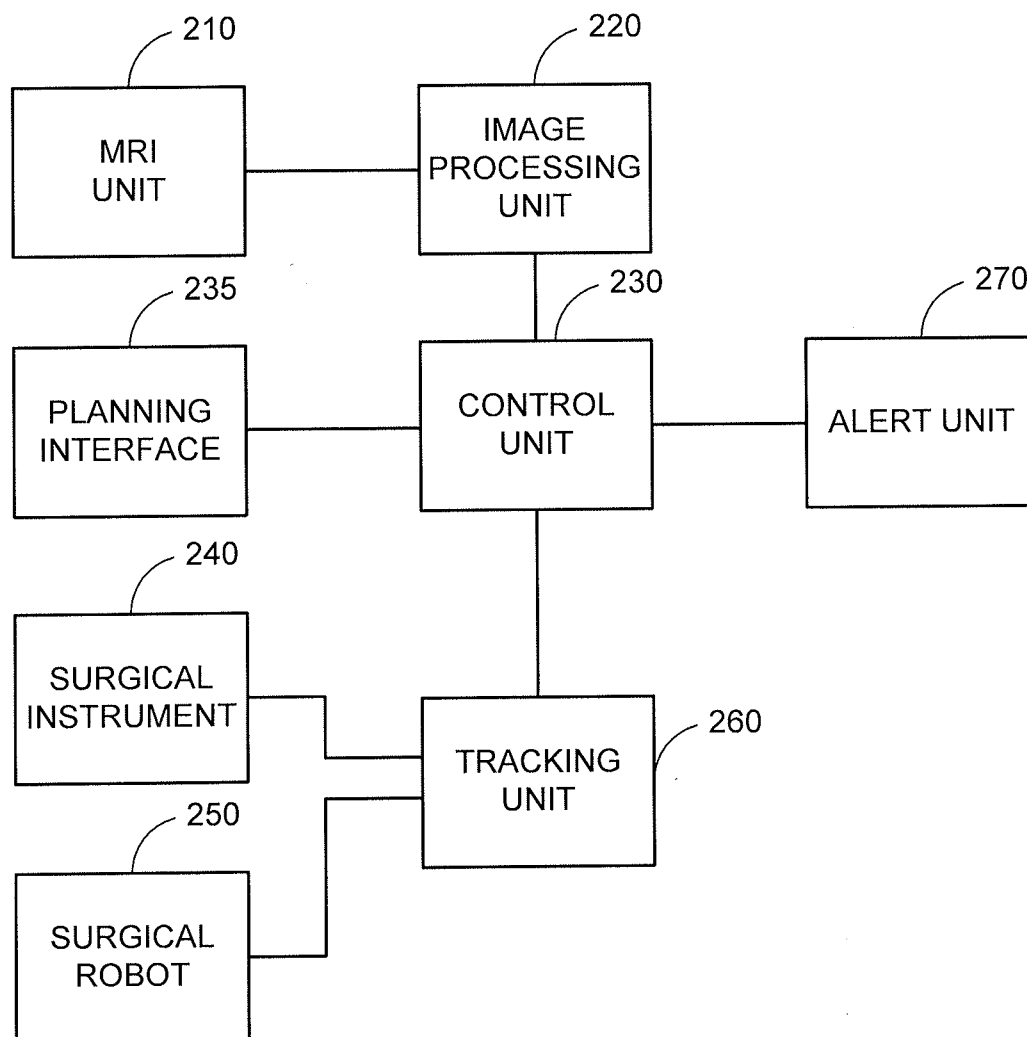 210
220
MRI
UNIT
IMAGE
PROCESSING
UNIT
235
230
270
PLANNING
INTERFACE
CONTROL
UNIT
ALERT UNIT
240
SURGICAL
INSTRUMENT
260
TRACKING
UNIT
250
SURGICAL
ROBOT